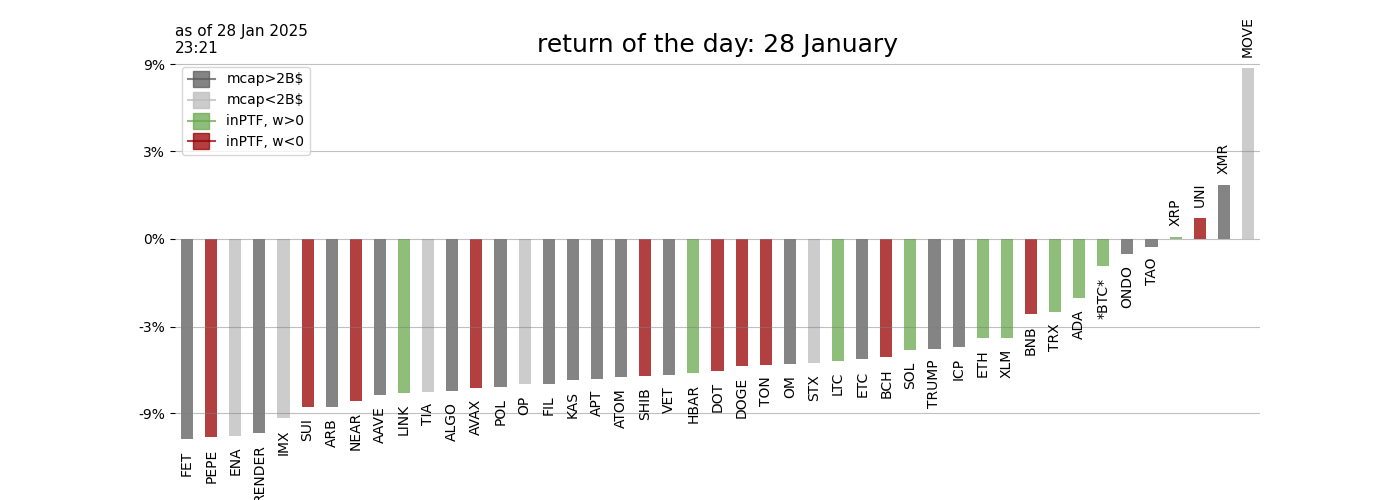 as of 28 Jan 2025
23:21
return of the day: 28 January
mcap>2B$
mcap<2B$
inPTF, w>0
inPTF, w<0
9%
3%
0%
-3%
-9%
FET
PEPE
ENA
RENDER
IMX
SUI
ARB
NEAR
AAVE
LINK
TIA
ALGO
AVAX
POL
OP
FIL
KAS
APT
ATOM
SHIB
VET
HBAR
DOT
DOGE
TON
OM
STX
LTC
ETC
BCH
SOL
TRUMP
ICP
ETH
XLM
BNB
TRX
ADA
*BTC*
ONDO
TAO
XRP
UNI
XMR
MOVE